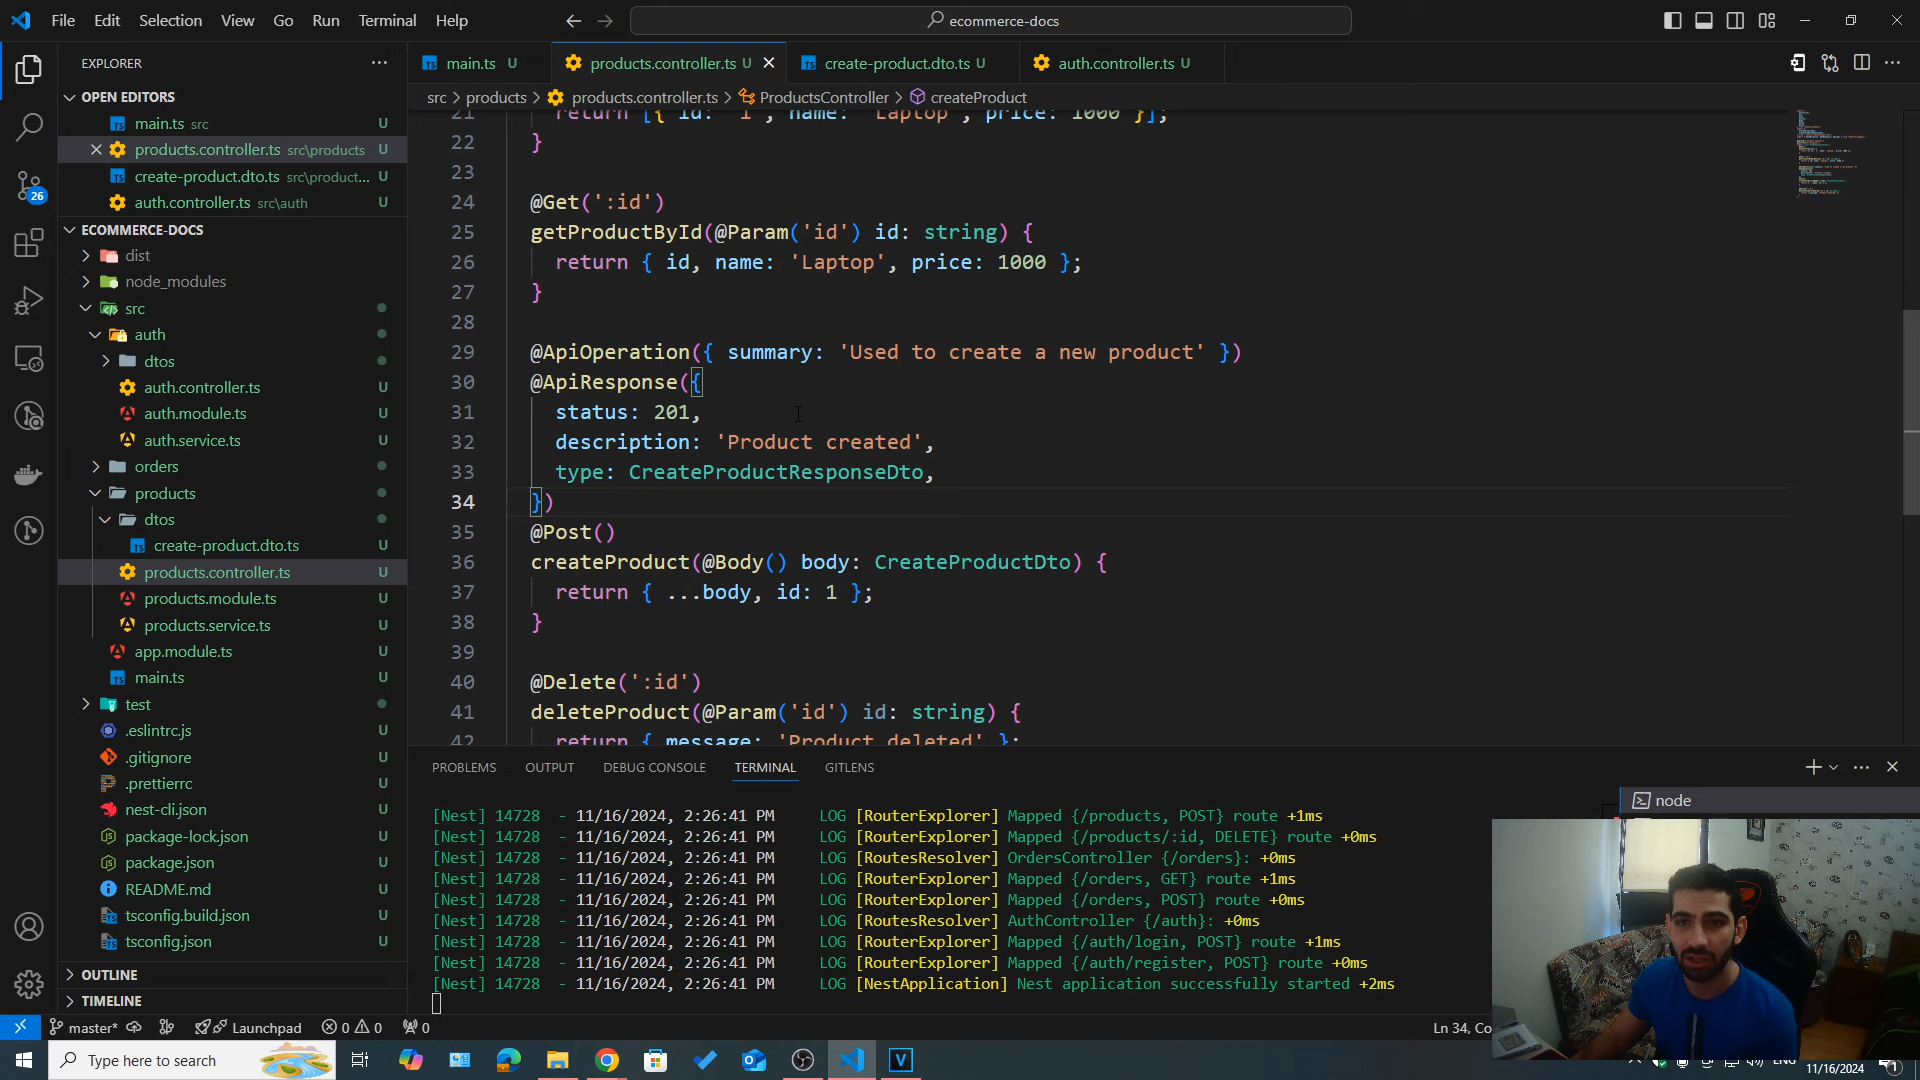 File Edit Selection View Go Run Terminal Help
ecommerce-docs
EXPLORER
OPEN EDITORS
main.ts src U
products.controller.ts src\products U
create-product.dto.ts src\product... U
auth.controller.ts src\auth U
ECOMMERCE-DOCS
dist
node_modules
src
auth
dtos
auth.controller.ts U
auth.module.ts U
auth.service.ts U
orders
products
dtos
create-product.dto.ts U
products.controller.ts U
products.module.ts U
products.service.ts U
app.module.ts U
main.ts U
test
.eslintrc.js U
.gitignore U
.prettierrc U
nest-cli.json U
package-lock.json U
package.json U
README.md U
tsconfig.build.json U
tsconfig.json U
OUTLINE
TIMELINE
26
main.ts U
products.controller.ts U
create-product.dto.ts U
auth.controller.ts U
src > products > products.controller.ts > ProductsController > createProduct
21 return [{ id: '1', name: 'Laptop', price: 1000 }];
22 }
23
24 @Get(':id')
25 getProductById(@Param('id') id: string) {
26 return { id, name: 'Laptop', price: 1000 };
27 }
28
29 @ApiOperation({ summary: 'Used to create a new product' })
30 @ApiResponse({
31 status: 201,
32 description: 'Product created',
33 type: CreateProductResponseDto,
34 })
35 @Post()
36 createProduct(@Body() body: CreateProductDto) {
37 return { ...body, id: 1 };
38 }
39
40 @Delete(':id')
41 deleteProduct(@Param('id') id: string) {
42 return { message: 'Product deleted' };
PROBLEMS OUTPUT DEBUG CONSOLE TERMINAL GITLENS
node
[Nest] 14728 - 11/16/2024, 2:26:41 PM LOG [RouterExplorer] Mapped {/products, POST} route +1ms
[Nest] 14728 - 11/16/2024, 2:26:41 PM LOG [RouterExplorer] Mapped {/products/:id, DELETE} route +0ms
[Nest] 14728 - 11/16/2024, 2:26:41 PM LOG [RoutesResolver] OrdersController {/orders}: +0ms
[Nest] 14728 - 11/16/2024, 2:26:41 PM LOG [RouterExplorer] Mapped {/orders, GET} route +1ms
[Nest] 14728 - 11/16/2024, 2:26:41 PM LOG [RouterExplorer] Mapped {/orders, POST} route +0ms
[Nest] 14728 - 11/16/2024, 2:26:41 PM LOG [RoutesResolver] AuthController {/auth}: +0ms
[Nest] 14728 - 11/16/2024, 2:26:41 PM LOG [RouterExplorer] Mapped {/auth/login, POST} route +1ms
[Nest] 14728 - 11/16/2024, 2:26:41 PM LOG [RouterExplorer] Mapped {/auth/register, POST} route +0ms
[Nest] 14728 - 11/16/2024, 2:26:41 PM LOG [NestApplication] Nest application successfully started +2ms
master* Launchpad 0 0 0
Ln 34, Co
Type here to search
ENG
11/16/2024
1